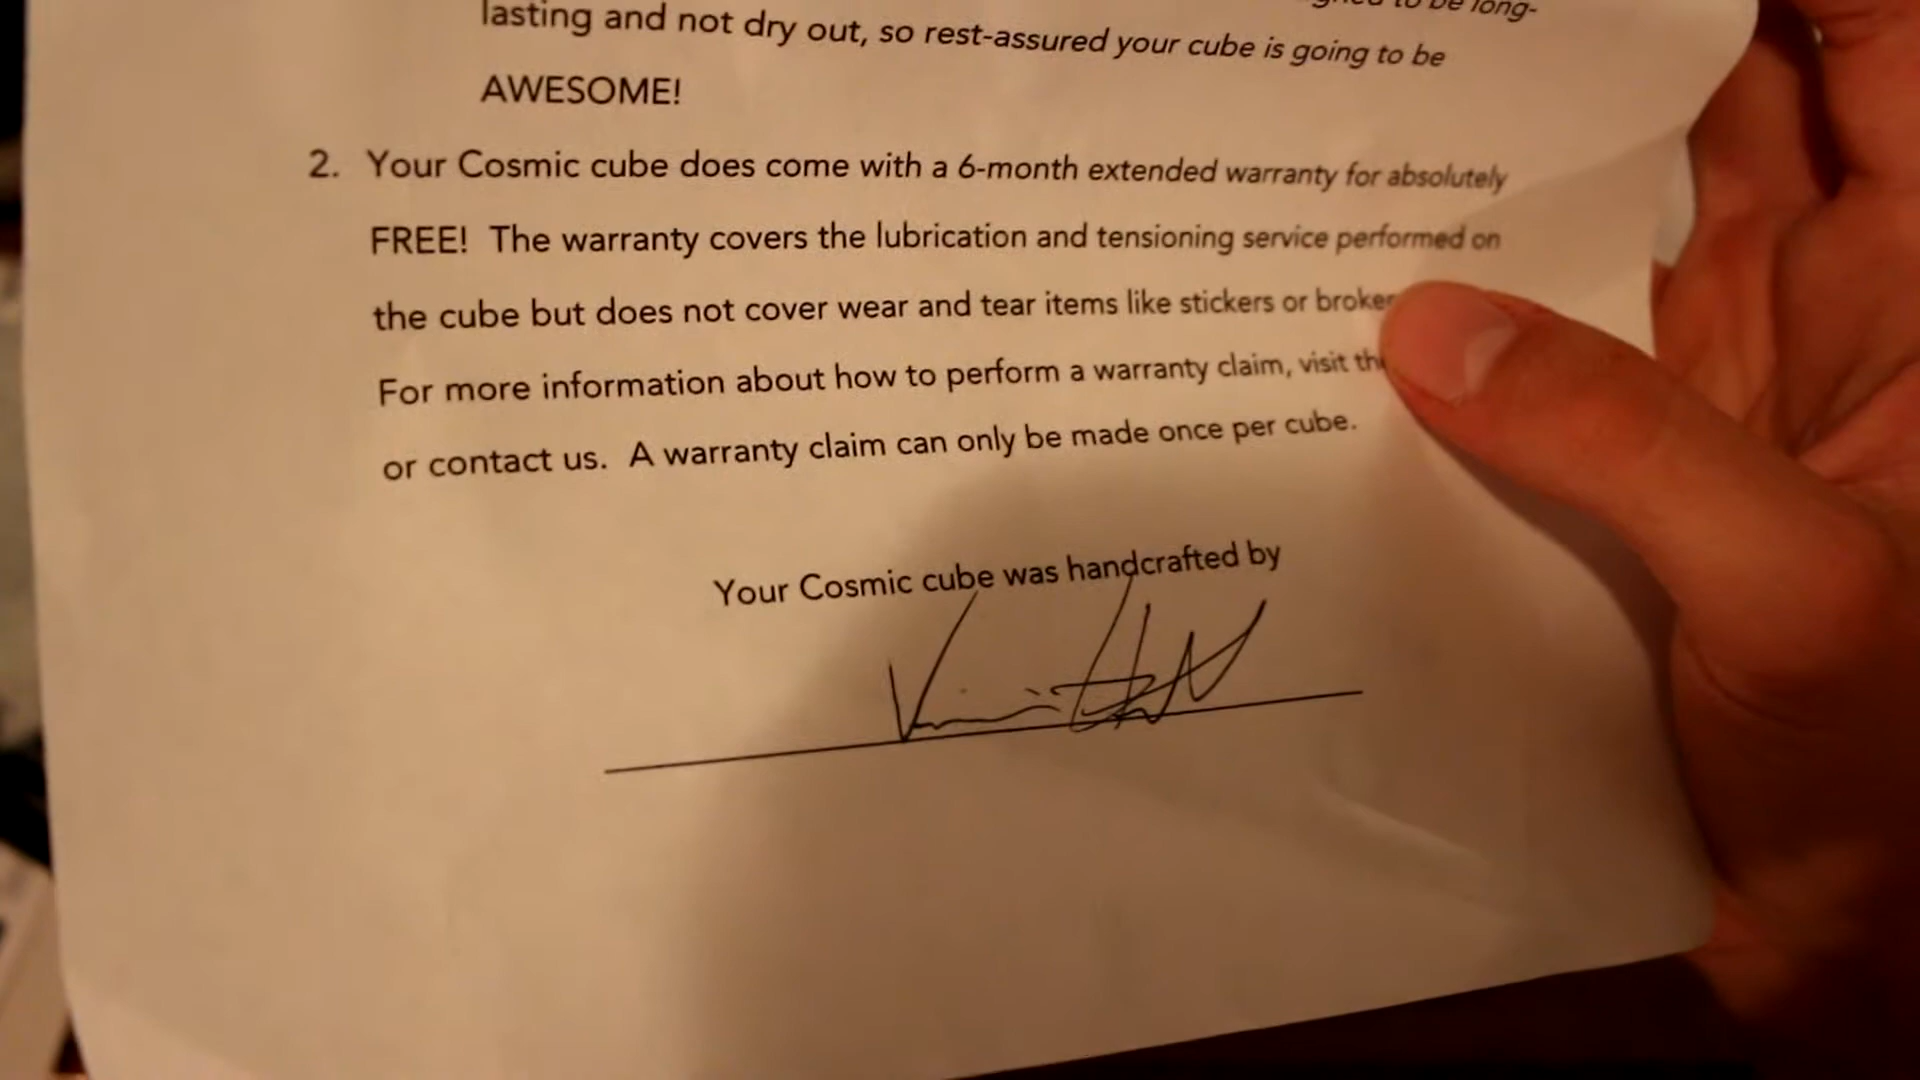 to be long-
lasting and not dry out, so rest-assured your cube is going to be
AWESOME!
2. Your Cosmic cube does come with a 6-month extended warranty for absolutely
FREE! The warranty covers the lubrication and tensioning service performed on
the cube but does not cover wear and tear items like stickers or
For more information about how to perform a warranty claim, visit
or contact us. A warranty claim can only be made once per cube.
Your Cosmic cube was handcrafted by